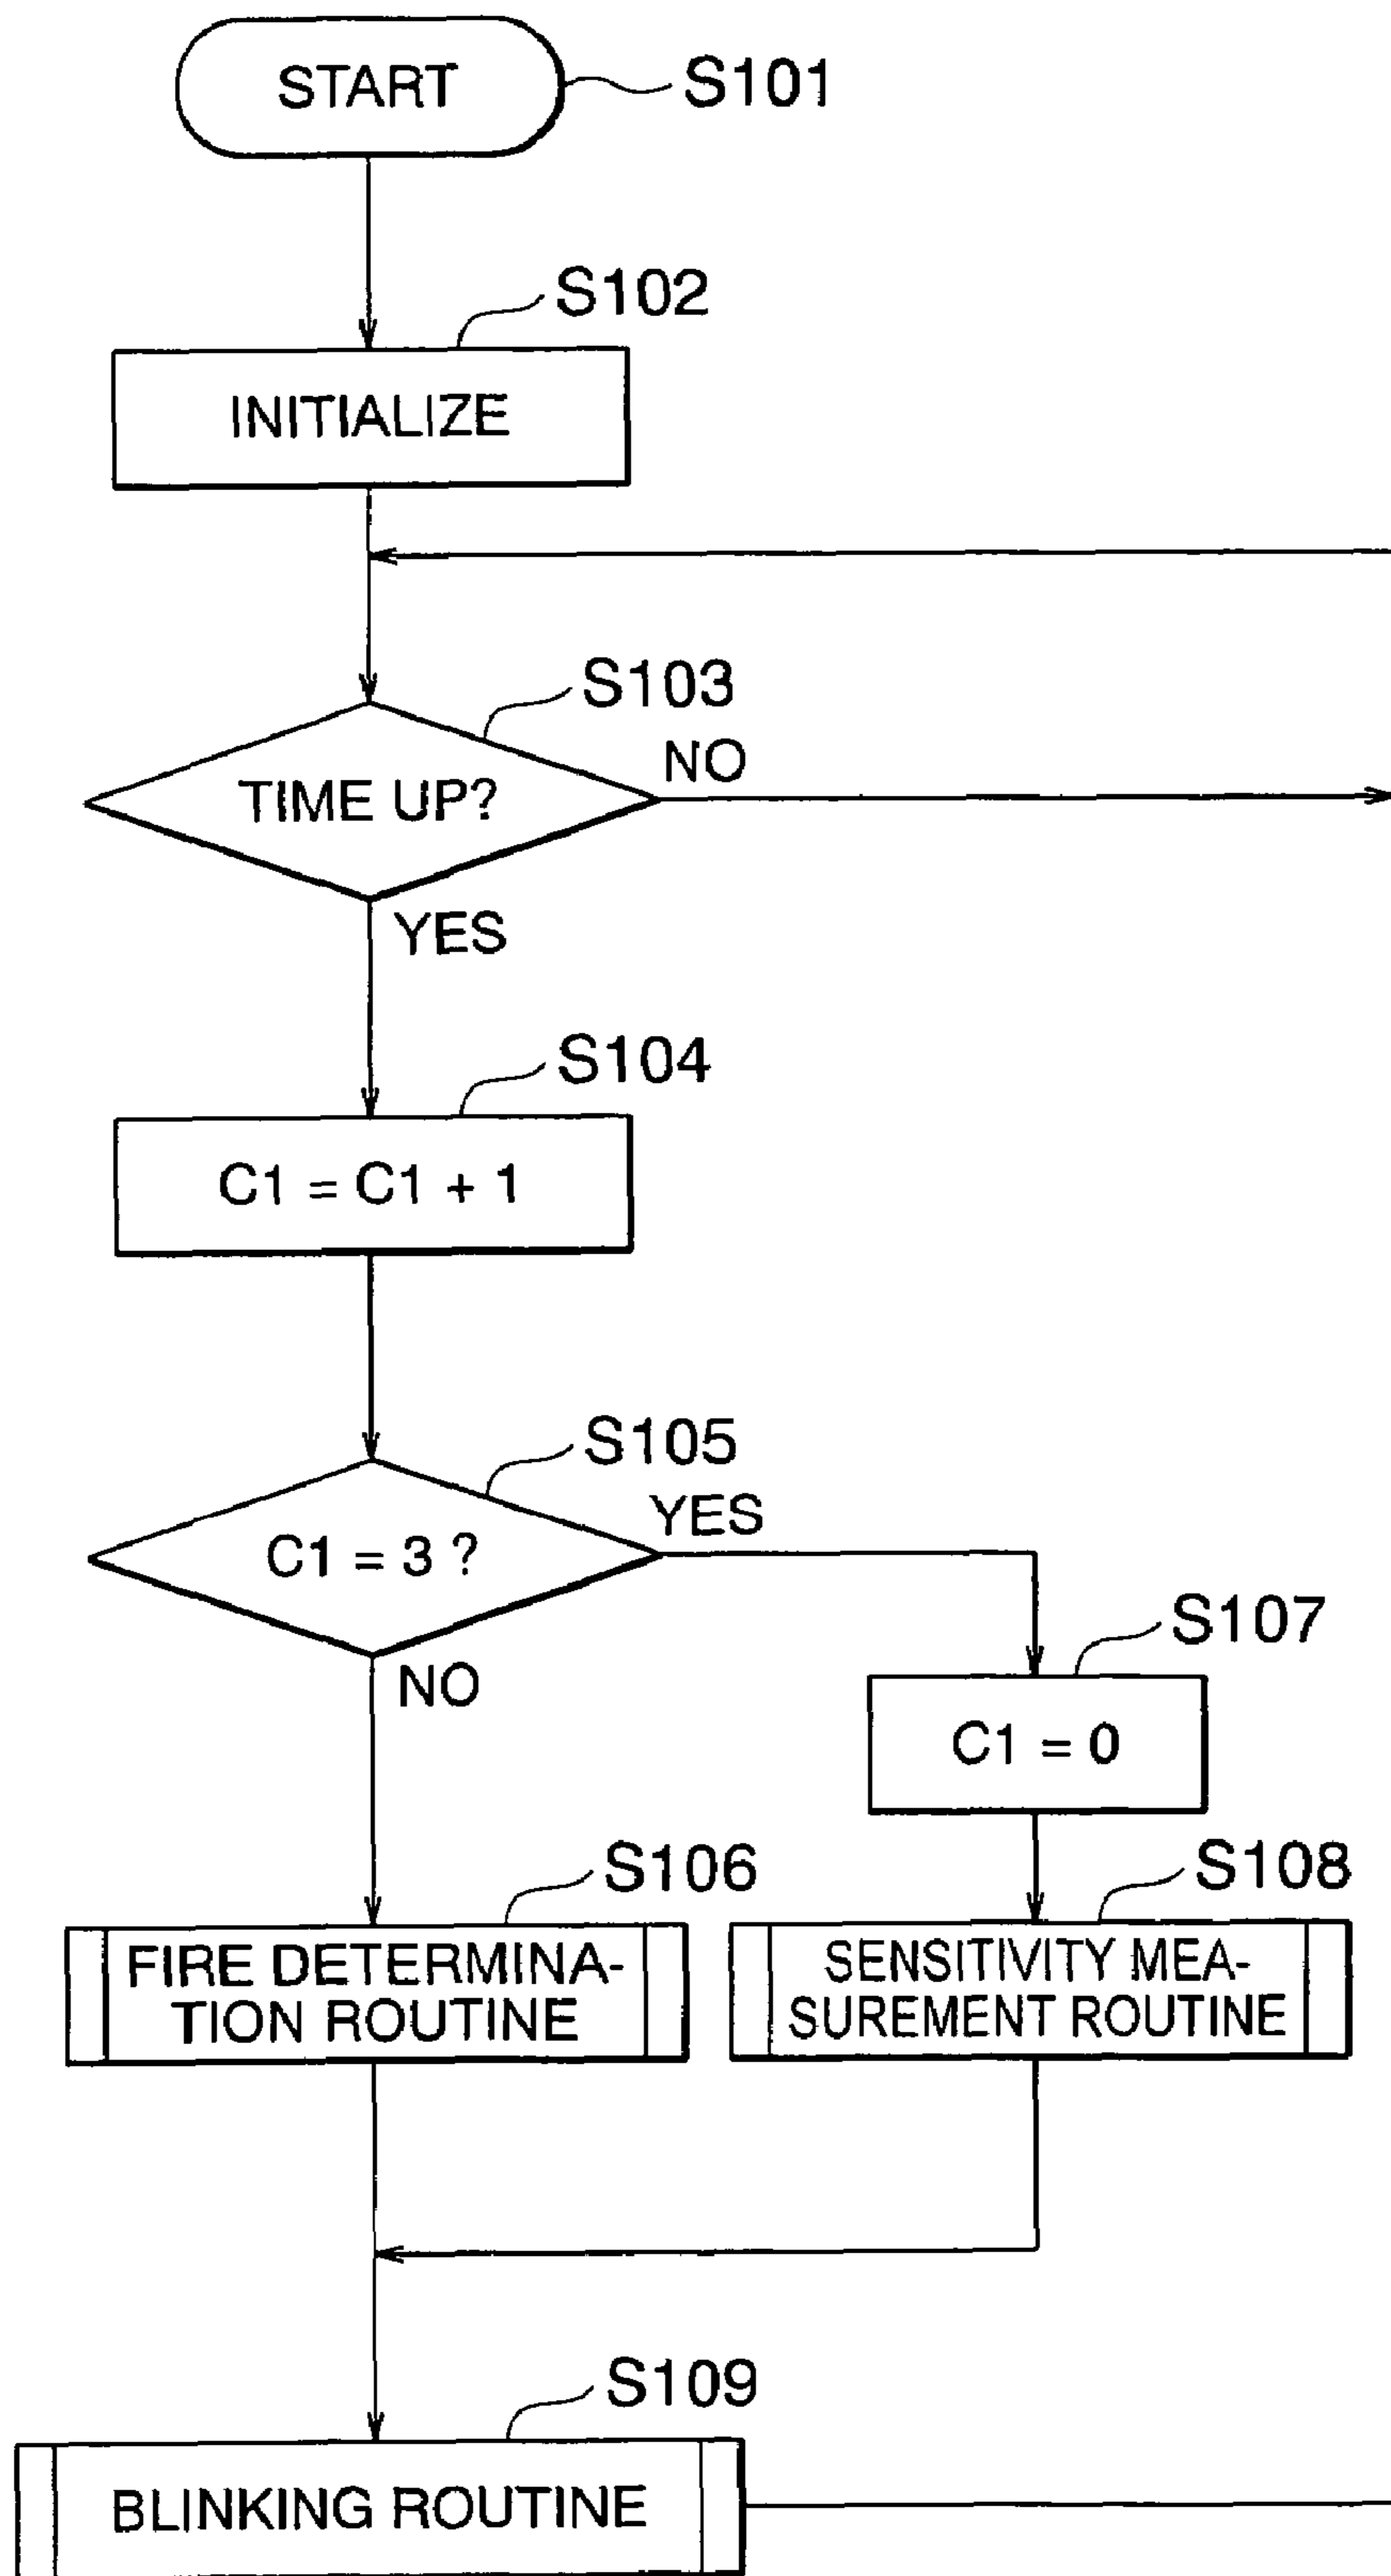 START
S101
S102
INITIALIZE
S103
TIME UP?
NO
YES
S104
C1 = C1 + 1
S105
C1 = 3 ?
YES
NO
S107
C1 = 0
S106
FIRE DETERMINA-
TION ROUTINE
S108
SENSITIVITY MEA-
SUREMENT ROUTINE
S109
BLINKING ROUTINE